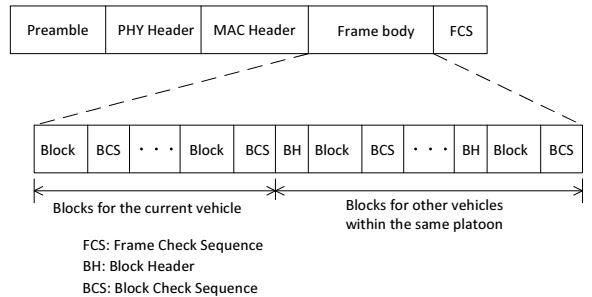 Preamble PHY Header MAC Header Frame body FCS
Block BCS · · · Block BCS BH Block BCS · · · BH Block BCS
Blocks for the current vehicle
Blocks for other vehicles
within the same platoon
FCS: Frame Check Sequence
BH: Block Header
BCS: Block Check Sequence